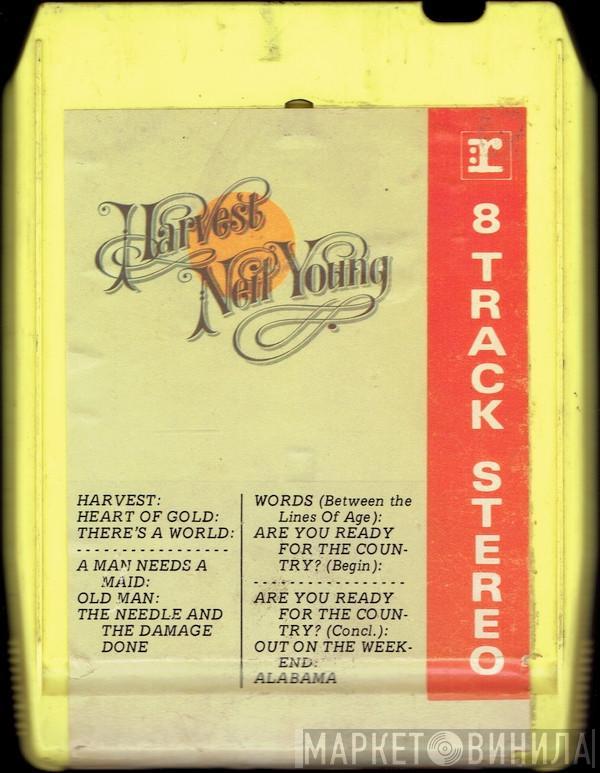 Harvest
Neil Young
r
8 TRACK STEREO
HARVEST:
HEART OF GOLD:
THERE'S A WORLD:
A MAN NEEDS A
MAID:
OLD MAN:
THE NEEDLE AND
THE DAMAGE
DONE
WORDS (Between the
Lines Of Age):
ARE YOU READY
FOR THE COUN-
TRY? (Begin):
ARE YOU READY
FOR THE COUN-
TRY? (Concl.):
OUT ON THE WEEK-
END:
ALABAMA
МАРКЕТ ВИНИЛА